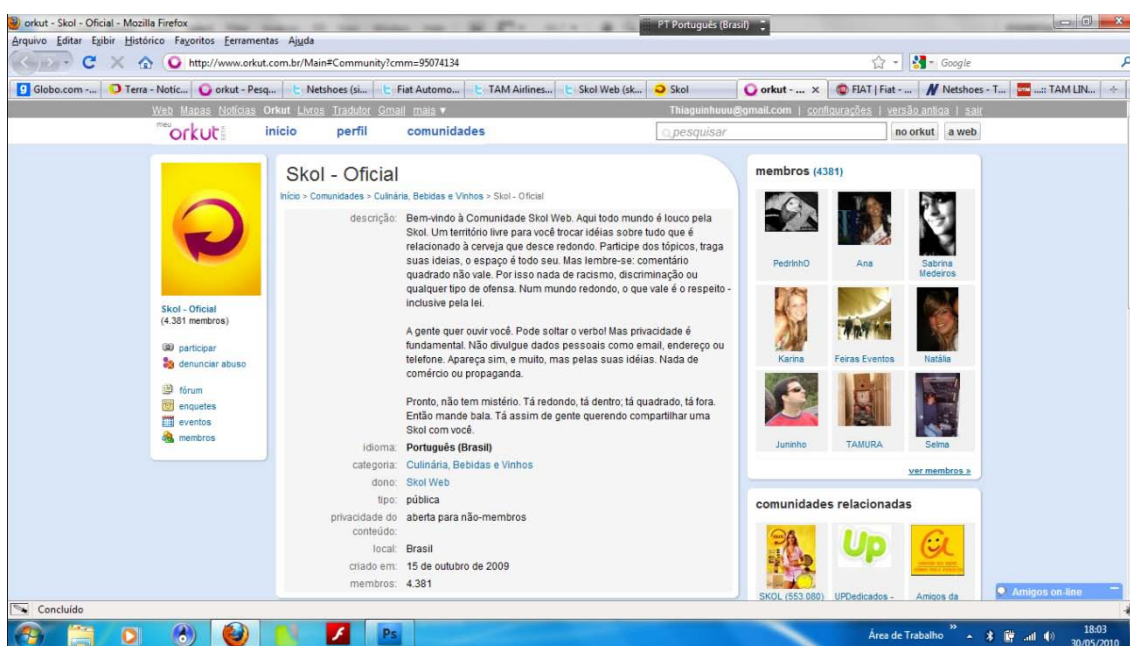 orkut - Skol - Oficial - Mozilla Firefox
PT Português (Brasil)
Arquivo Editar Exibir Histórico Favoritos Ferramentas Ajuda
http://www.orkut.com.br/Main#Community?cmm=95074134
Google
Globo.com -... Terra - Notíc... orkut - Pesq... Netshoes (si... Fiat Automo... TAM Airlines... Skol Web (sk... Skol orkut - ... x FIAT | Fiat - ... Netshoes - T... ...:: TAM LIN...
Web Mapas Notícias Orkut Livros Tradutor Gmail mais ▼
Thiaguinhuuu@gmail.com | configurações | versão antiga | sair
meu orkut
início perfil comunidades
pesquisar no orkut a web
Skol - Oficial
Início > Comunidades > Culinária, Bebidas e Vinhos > Skol - Oficial
Skol - Oficial
(4.381 membros)
participar
denunciar abuso
fórum
enquetes
eventos
membros
descrição: Bem-vindo à Comunidade Skol Web. Aqui todo mundo é louco pela
Skol. Um território livre para você trocar idéias sobre tudo que é
relacionado à cerveja que desce redondo. Participe dos tópicos, traga
suas ideias, o espaço é todo seu. Mas lembre-se: comentário
quadrado não vale. Por isso nada de racismo, discriminação ou
qualquer tipo de ofensa. Num mundo redondo, o que vale é o respeito -
inclusive pela lei.
A gente quer ouvir você. Pode soltar o verbo! Mas privacidade é
fundamental. Não divulgue dados pessoais como email, endereço ou
telefone. Apareça sim, e muito, mas pelas suas idéias. Nada de
comércio ou propaganda.
Pronto, não tem mistério. Tá redondo, tá dentro; tá quadrado, tá fora.
Então mande bala. Tá assim de gente querendo compartilhar uma
Skol com você.
idioma: Português (Brasil)
categoria: Culinária, Bebidas e Vinhos
dono: Skol Web
tipo: pública
privacidade do conteúdo: aberta para não-membros
local: Brasil
criado em: 15 de outubro de 2009
membros: 4.381
membros (4381)
PedrinhO Ana Sabrina Medeiros
Karina Feiras Eventos Natália
Juninho TAMURA Selma
ver membros »
comunidades relacionadas
Up
SKOL (553.080) UPDedicados - Amigos da
Amigos on-line
Concluído
Ps
Área de Trabalho
18:03
30/05/2010